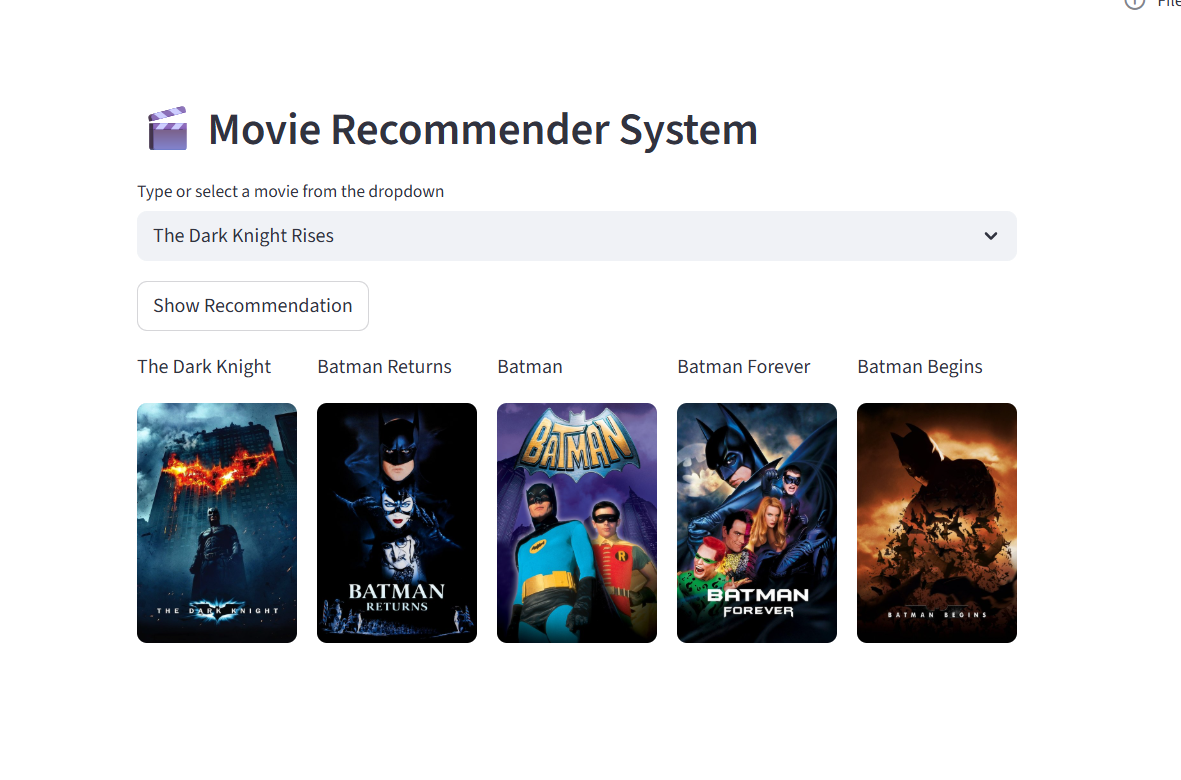 File
Movie Recommender System
Type or select a movie from the dropdown
The Dark Knight Rises
Show Recommendation
The Dark Knight
Batman Returns
Batman
Batman Forever
Batman Begins
THE DARK KNIGHT
BATMAN
RETURNS
BATMAN
R
BATMAN
FOREVER
BATMAN BEGINS